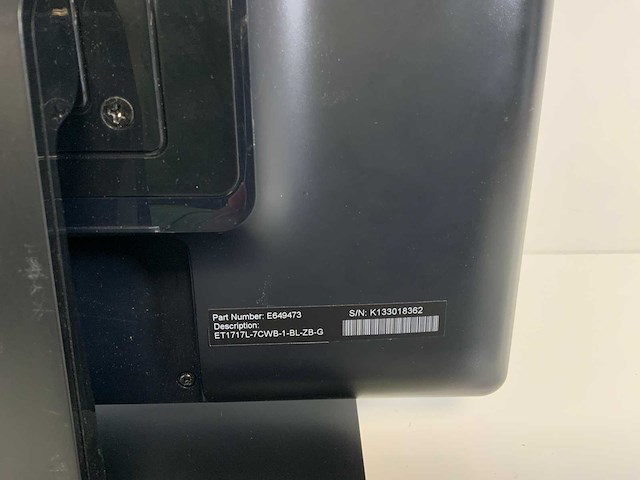 Part Number: E649473
Description:
ET1717L-7CWB-1-BL-ZB-G
S/N: K133018362